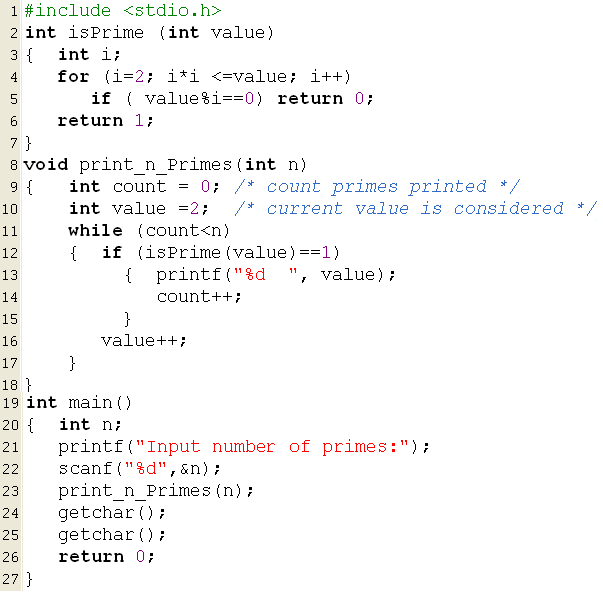 1 #include <stdio.h>
2 int isPrime (int value)
3 {  int i;
4    for (i=2; i*i <=value; i++)
5       if ( value%i==0) return 0;
6    return 1;
7 }
8 void print_n_Primes(int n)
9 {   int count = 0; /* count primes printed */
10    int value =2;  /* current value is considered */
11    while (count<n)
12    {  if (isPrime(value)==1)
13         {  printf("%d  ", value);
14            count++;
15         }
16       value++;
17    }
18 }
19 int main()
20 {  int n;
21    printf("Input number of primes:");
22    scanf("%d",&n);
23    print_n_Primes(n);
24    getchar();
25    getchar();
26    return 0;
27 }